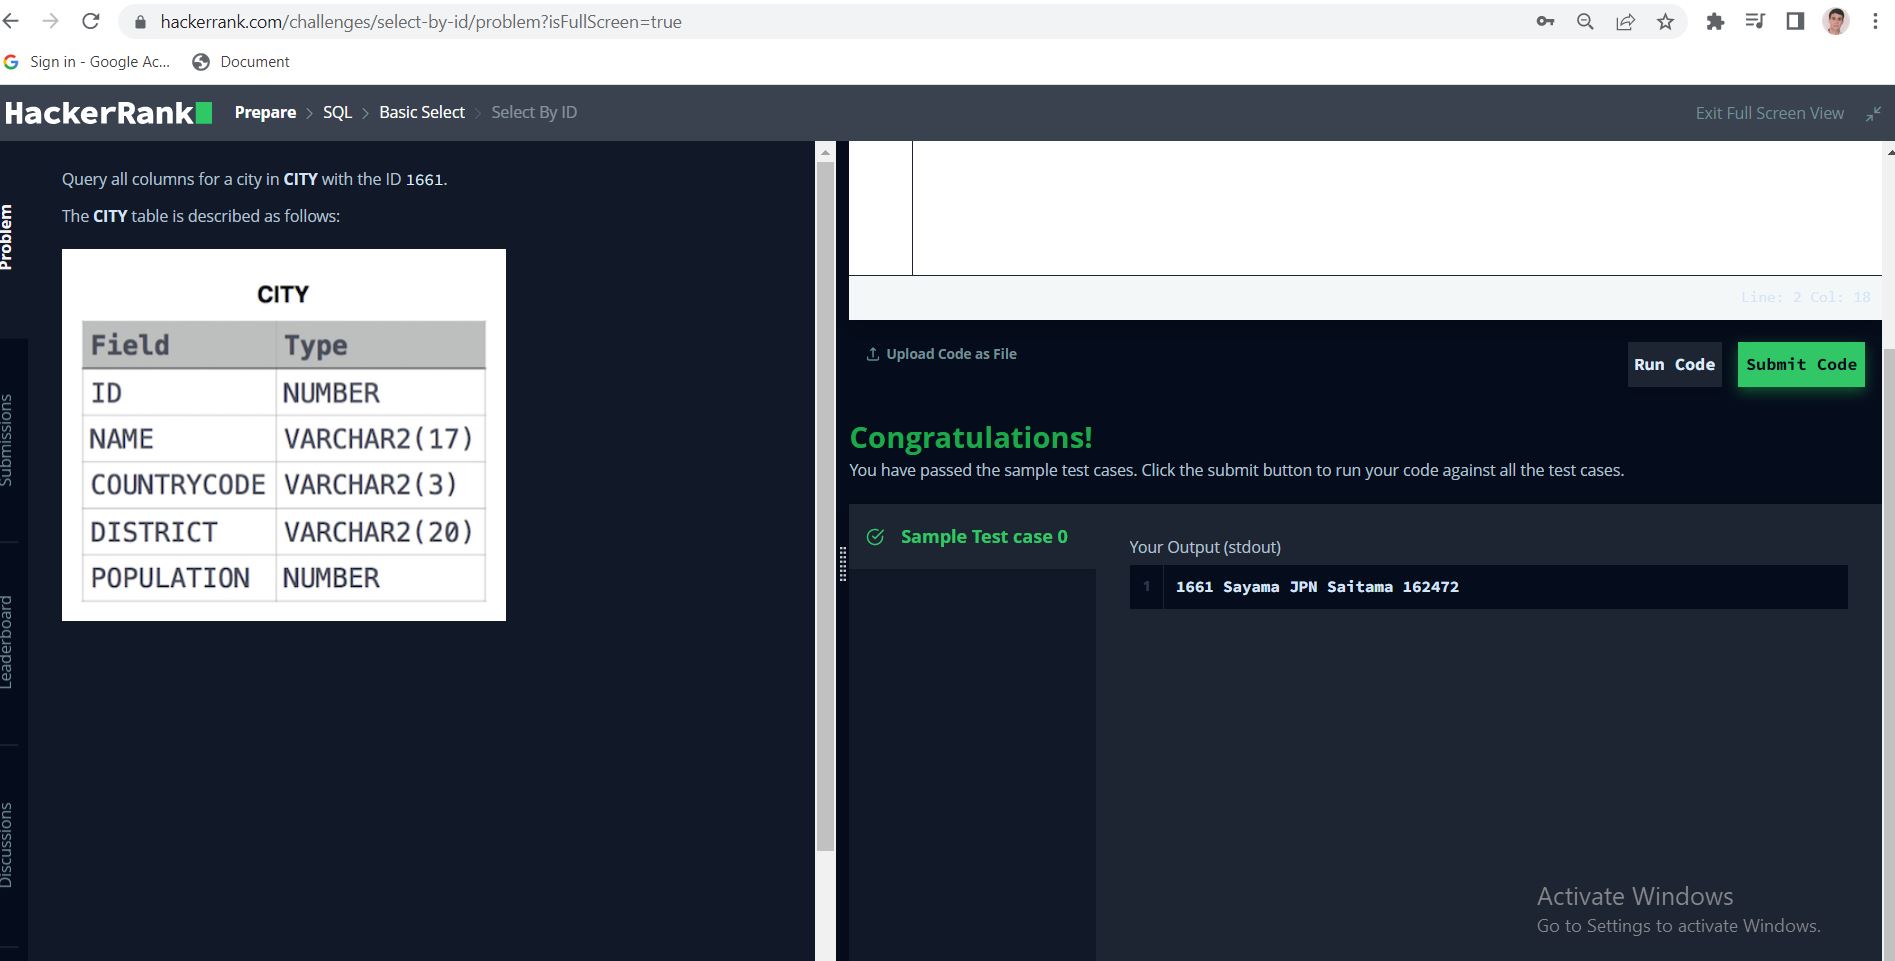 hackerrank.com/challenges/select-by-id/problem?isFullScreen=true
Sign in - Google Ac...
Document
HackerRank
Prepare > SQL > Basic Select > Select By ID
Exit Full Screen View
Problem
Submissions
Leaderboard
Discussions
Query all columns for a city in CITY with the ID 1661.
The CITY table is described as follows:
CITY
Field Type
ID NUMBER
NAME VARCHAR2(17)
COUNTRYCODE VARCHAR2(3)
DISTRICT VARCHAR2(20)
POPULATION NUMBER
Line: 2 Col: 18
Upload Code as File
Run Code
Submit Code
Congratulations!
You have passed the sample test cases. Click the submit button to run your code against all the test cases.
Sample Test case 0
Your Output (stdout)
1 1661 Sayama JPN Saitama 162472
Activate Windows
Go to Settings to activate Windows.